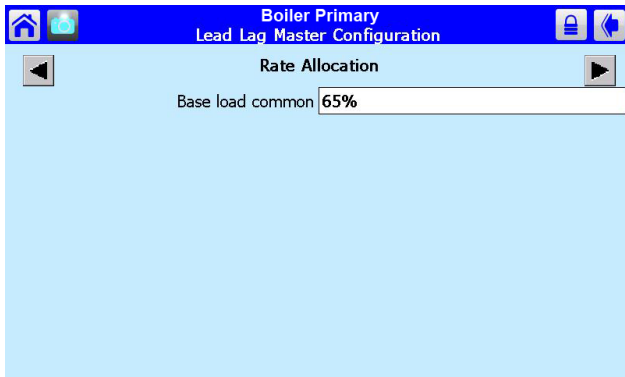 Boiler Primary
Lead Lag Master Configuration
Rate Allocation
Base load common 65%